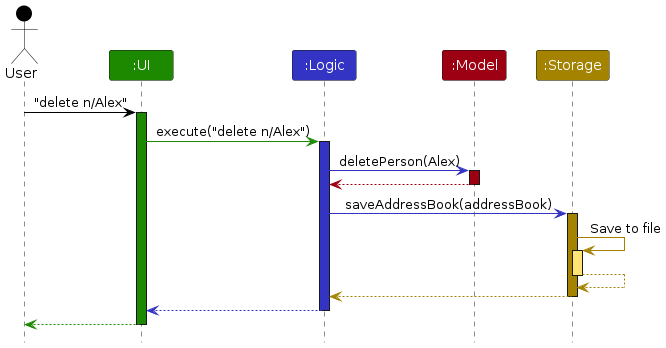 User
:UI
:Logic
:Model
:Storage
"delete n/Alex"
execute("delete n/Alex")
deletePerson(Alex)
saveAddressBook(addressBook)
Save to file